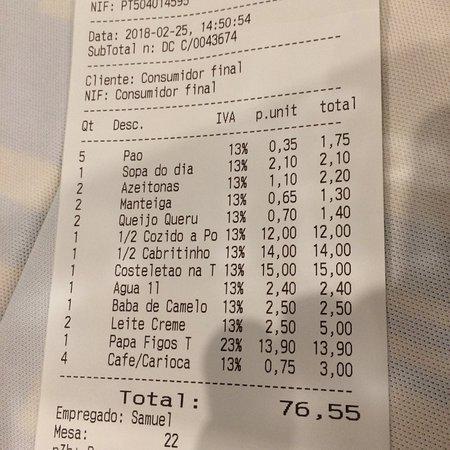 NIF: PT504014595
Data: 2018-02-25, 14:50:54
SubTotal n: DC C/0043674
Cliente: Consumidor final
NIF: Consumidor final
Qt Desc. IVA p.unit total
5 Pao 13% 0,35 1,75
1 Sopa do dia 13% 2,10 2,10
2 Azeitonas 13% 1,10 2,20
2 Manteiga 13% 0,65 1,30
2 Queijo Queru 13% 0,70 1,40
1 1/2 Cozido a Po 13% 12,00 12,00
1 1/2 Cabritinho 13% 14,00 14,00
1 Costeletao na T 13% 15,00 15,00
1 Agua 1l 13% 2,40 2,40
1 Baba de Camelo 13% 2,50 2,50
2 Leite Creme 13% 2,50 5,00
1 Papa Figos T 23% 13,90 13,90
4 Cafe/Carioca 13% 0,75 3,00
Total: 76,55
Empregado: Samuel
Mesa: 22